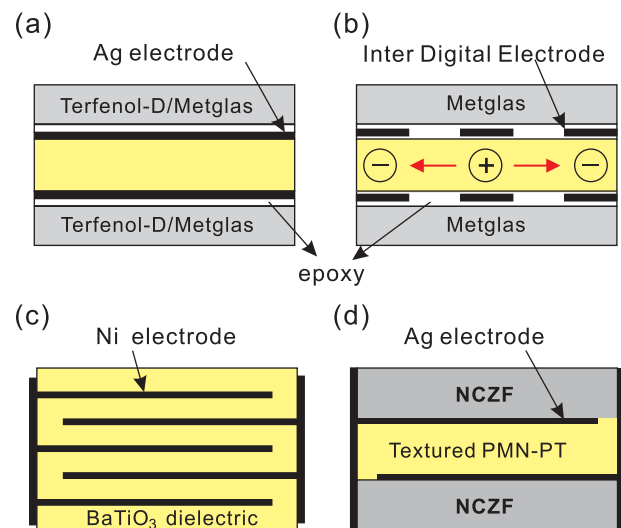 (a)
Ag electrode
Terfenol-D/Metglas
Terfenol-D/Metglas
(b)
Inter Digital Electrode
Metglas
− + −
Metglas
epoxy
(c)
Ni electrode
BaTiO₃ dielectric
(d)
Ag electrode
NCZF
Textured PMN-PT
NCZF